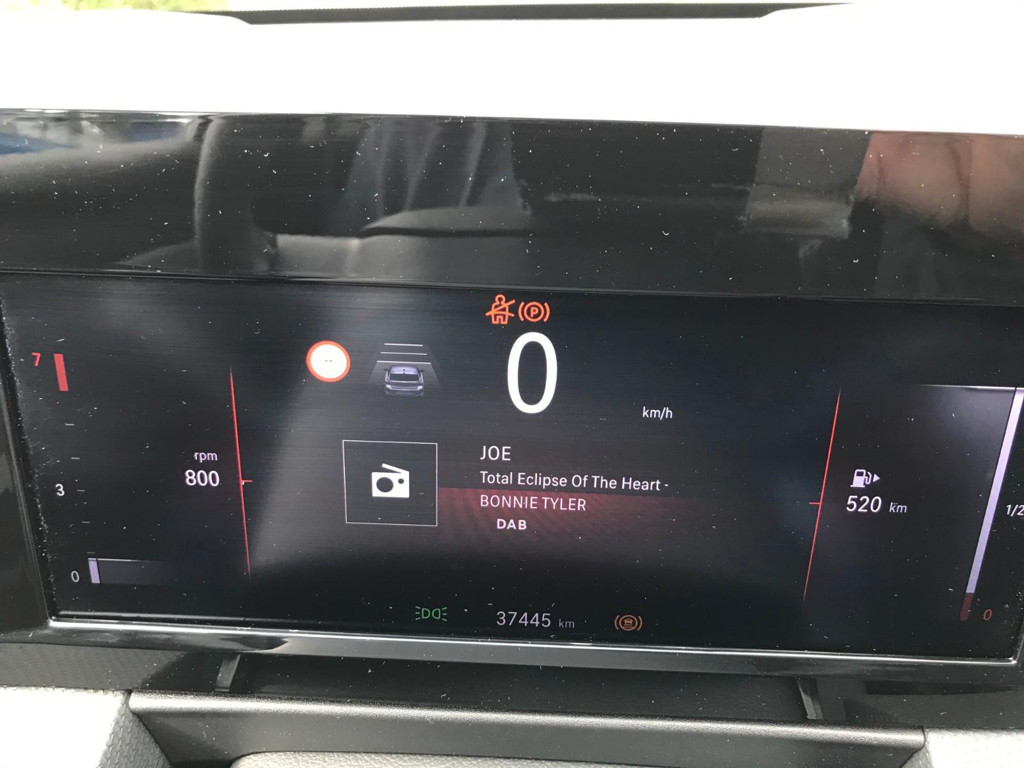 P
0
km/h
7
--
rpm
800
3
0
JOE
Total Eclipse Of The Heart -
BONNIE TYLER
DAB
520 km
1/2
0
37445 km